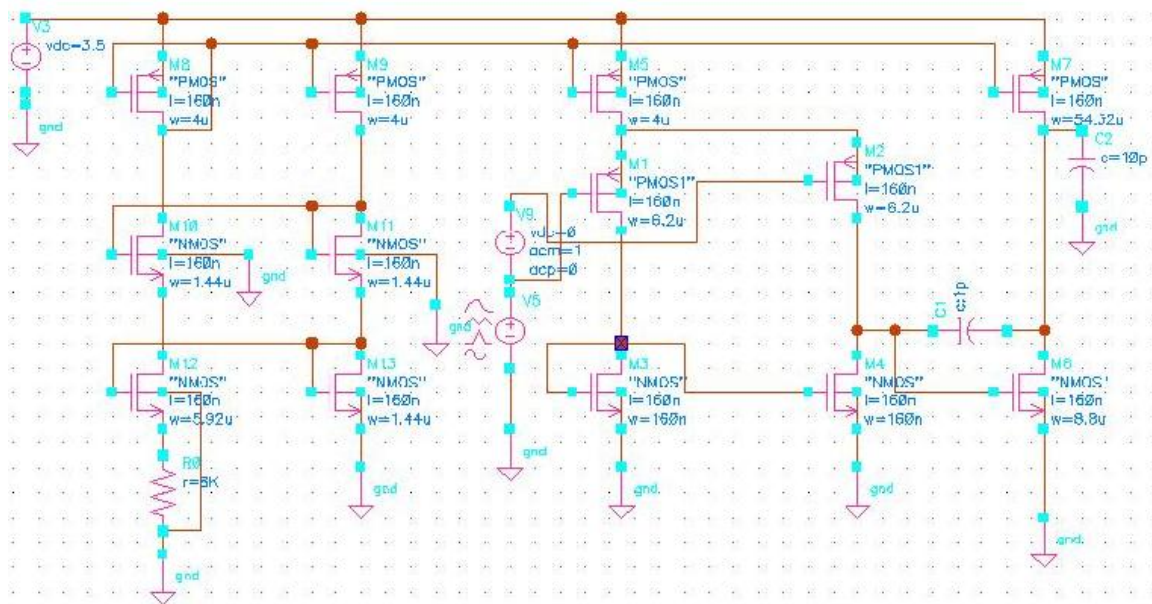 V3
vdc=3.5
gnd
M8
"PMOS"
l=160n
w=4u
M9
"PMOS"
l=160n
w=4u
M5
"PMOS"
l=160n
w=4u
M7
"PMOS"
l=160n
w=54.32u
C2
c=10p
gnd
M1
"PMOS1"
l=160n
w=6.2u
M2
"PMOS1"
l=160n
w=6.2u
V9
vdc=0
acm=1
acp=0
M10
"NMOS"
l=160n
w=1.44u
gnd
M11
"NMOS"
l=160n
w=1.44u
gnd
V5
gnd
C1
c=1p
M12
"NMOS"
l=160n
w=5.92u
M13
"NMOS"
l=160n
w=1.44u
gnd
M3
"NMOS"
l=160n
w=160n
gnd
M4
"NMOS"
l=160n
w=160n
gnd
M6
"NMOS"
l=160n
w=8.8u
gnd
R0
gnd